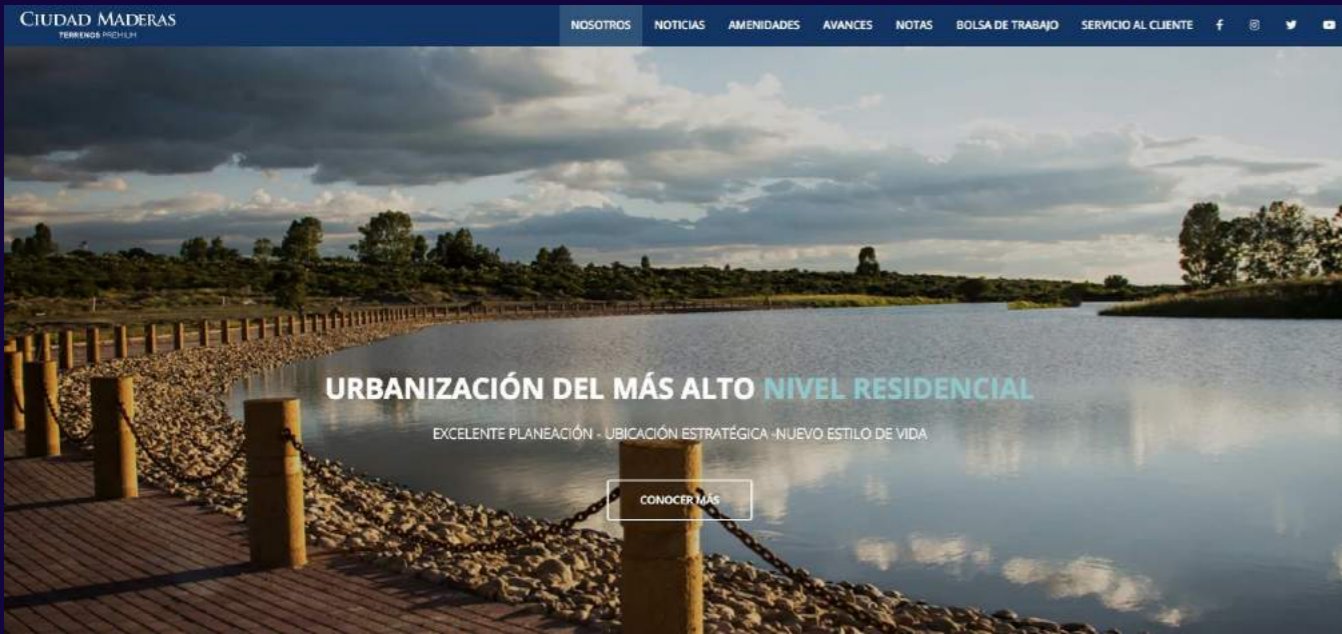 CIUDAD MADERAS
TERRENOS PREMIUM
NOSOTROS NOTICIAS AMENIDADES AVANCES NOTAS BOLSA DE TRABAJO SERVICIO AL CLIENTE
URBANIZACIÓN DEL MÁS ALTO NIVEL RESIDENCIAL
EXCELENTE PLANEACIÓN - UBICACIÓN ESTRATÉGICA -NUEVO ESTILO DE VIDA
CONOCER MÁS